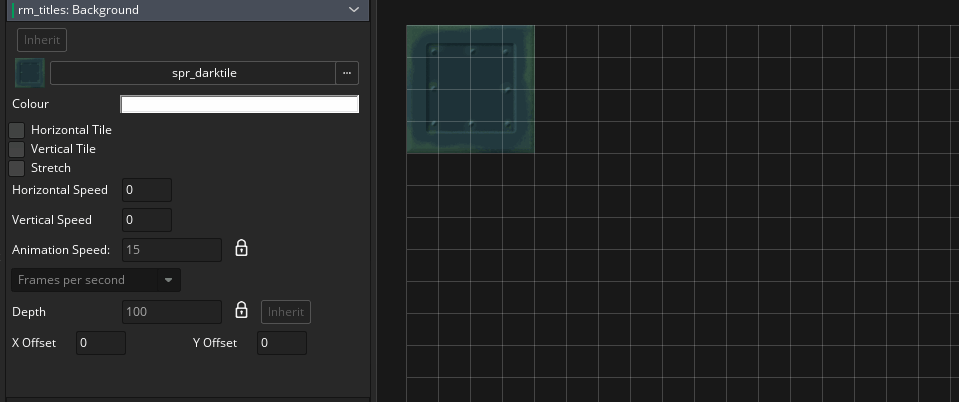 rm_titles: Background
Inherit
spr_darktile ...
Colour
Horizontal Tile
Vertical Tile
Stretch
Horizontal Speed 0
Vertical Speed 0
Animation Speed: 15
Frames per second
Depth 100 Inherit
X Offset 0 Y Offset 0